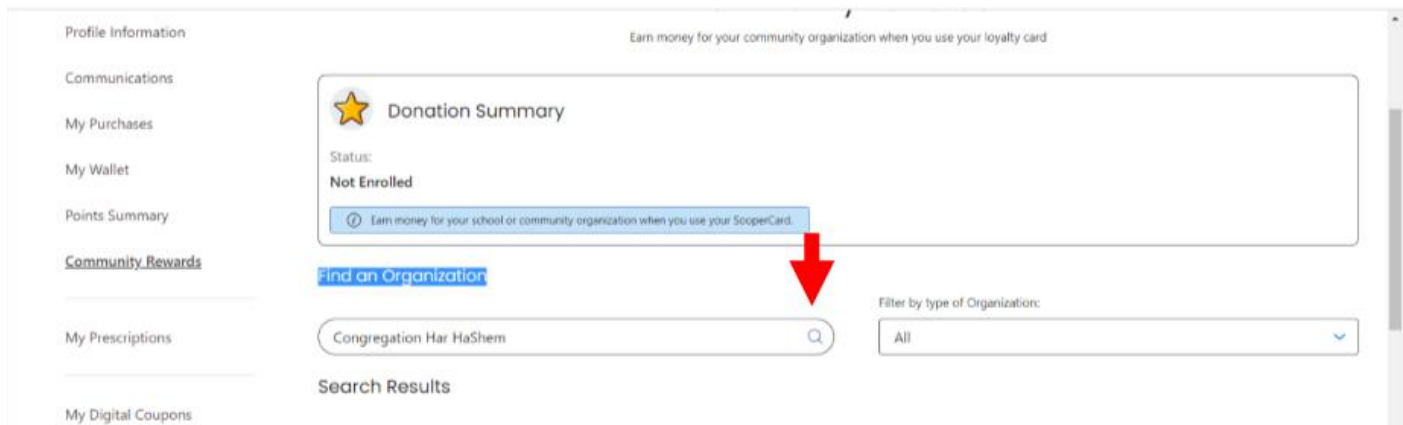 Profile Information
Communications
My Purchases
My Wallet
Points Summary
Community Rewards
My Prescriptions
My Digital Coupons
Earn money for your community organization when you use your loyalty card
Donation Summary
Status:
Not Enrolled
Earn money for your school or community organization when you use your SooperCard.
Find an Organization
Congregation Har HaShem
Filter by type of Organization:
All
Search Results